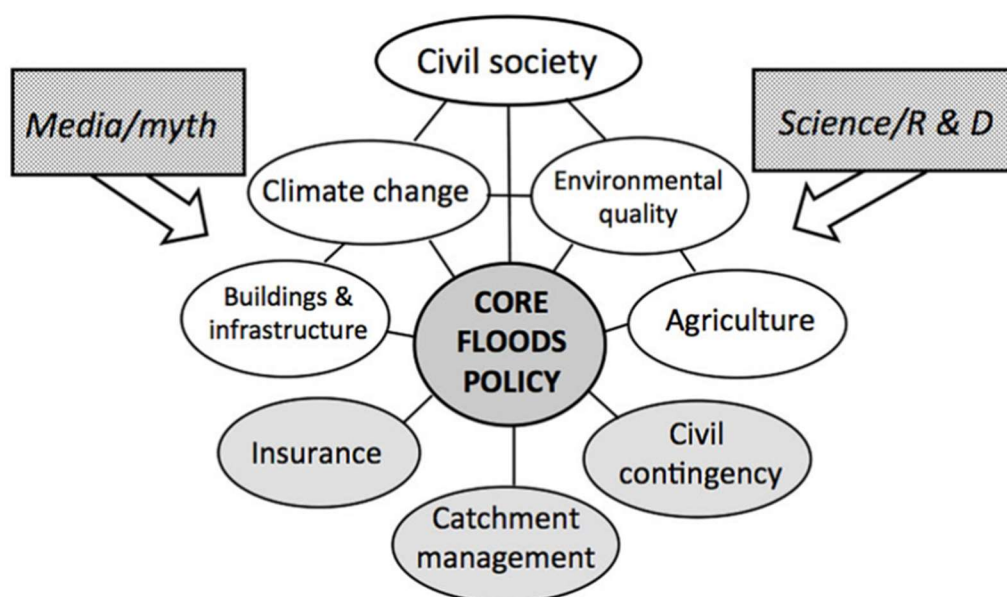 Civil society
Media/myth
Science/R & D
Climate change
Environmental
quality
Buildings &
infrastructure
CORE
FLOODS
POLICY
Agriculture
Insurance
Civil
contingency
Catchment
management